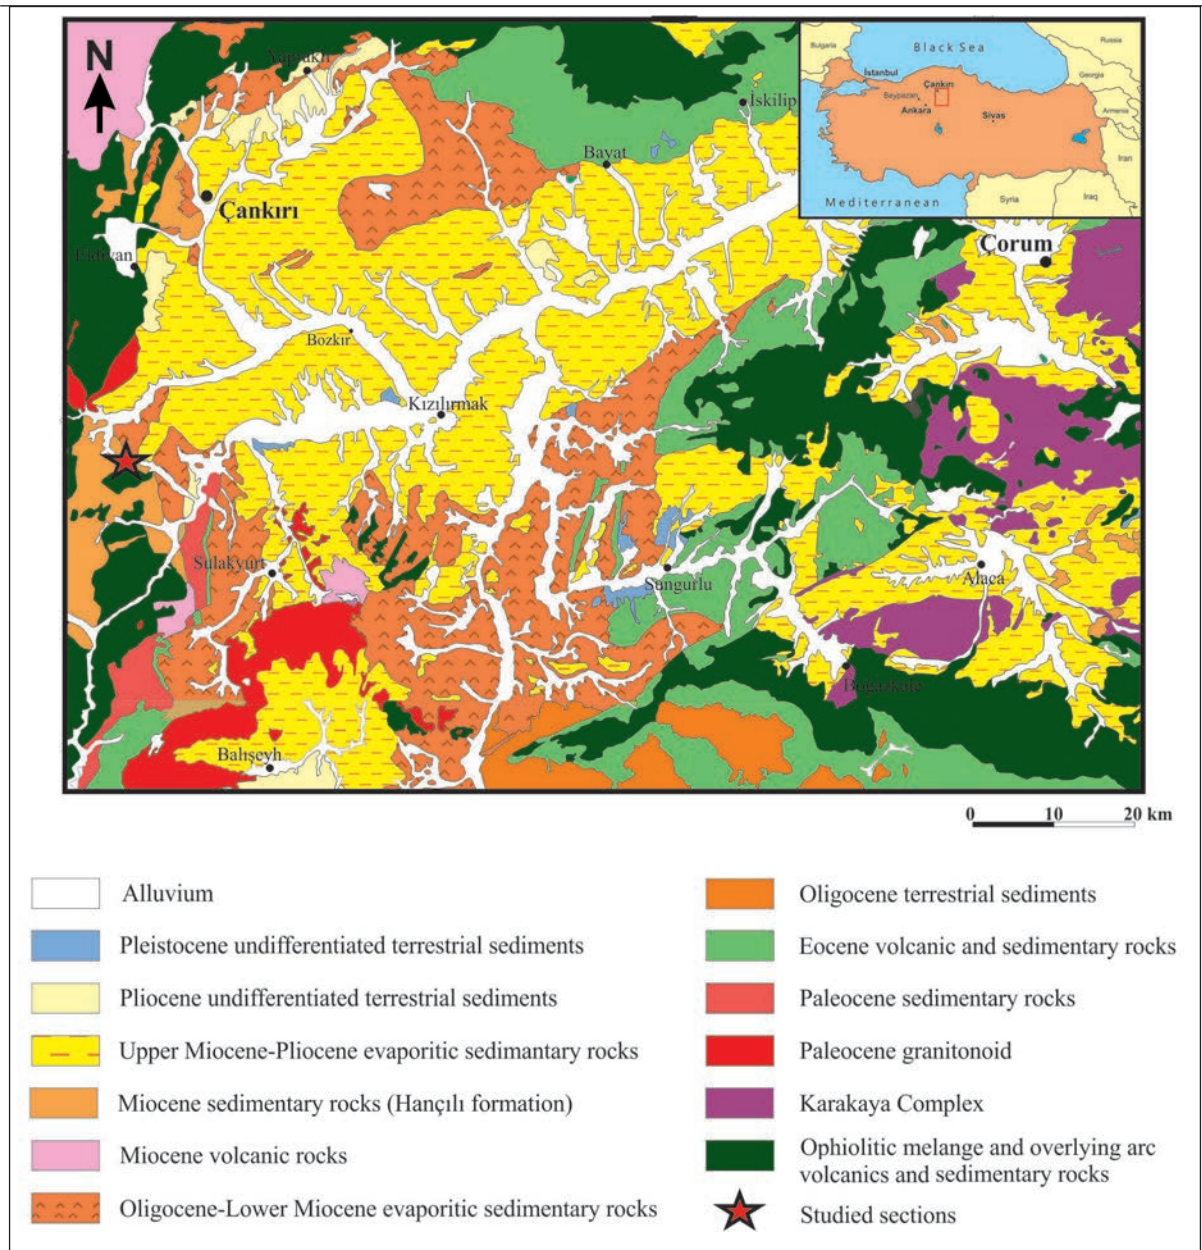 N
Yapraklı
İskilip
Bayat
Çankırı
Eldivan
Çorum
Bozkır
Kızılırmak
Sulakyurt
Sungurlu
Alaca
Boğazkale
Balışeyh
Bulgaria
Black Sea
Russia
İstanbul
Georgia
Çankırı
Beypazarı
Ankara
Sivas
Armenia
Iran
Mediterranean
Syria
Iraq
0 10 20 km
Alluvium
Pleistocene undifferentiated terrestrial sediments
Pliocene undifferentiated terrestrial sediments
Upper Miocene-Pliocene evaporitic sedimantary rocks
Miocene sedimentary rocks (Hançılı formation)
Miocene volcanic rocks
Oligocene-Lower Miocene evaporitic sedimentary rocks
Oligocene terrestrial sediments
Eocene volcanic and sedimentary rocks
Paleocene sedimentary rocks
Paleocene granitonoid
Karakaya Complex
Ophiolitic melange and overlying arc
volcanics and sedimentary rocks
Studied sections